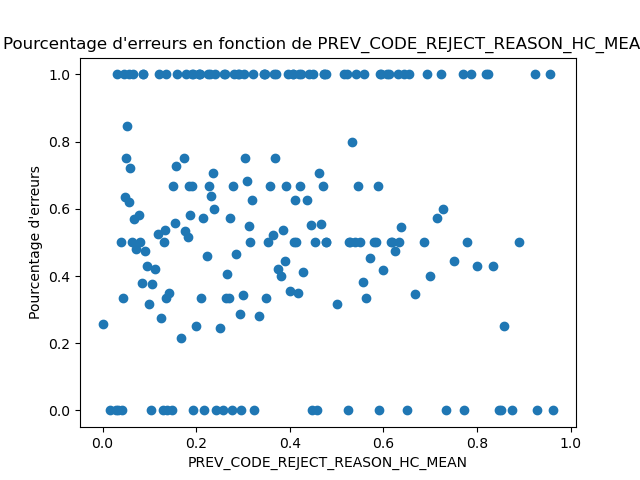 Pourcentage d'erreurs en fonction de PREV_CODE_REJECT_REASON_HC_MEA
1.0
0.8
0.6
0.4
0.2
0.0
Pourcentage d'erreurs
0.0 0.2 0.4 0.6 0.8 1.0
PREV_CODE_REJECT_REASON_HC_MEAN